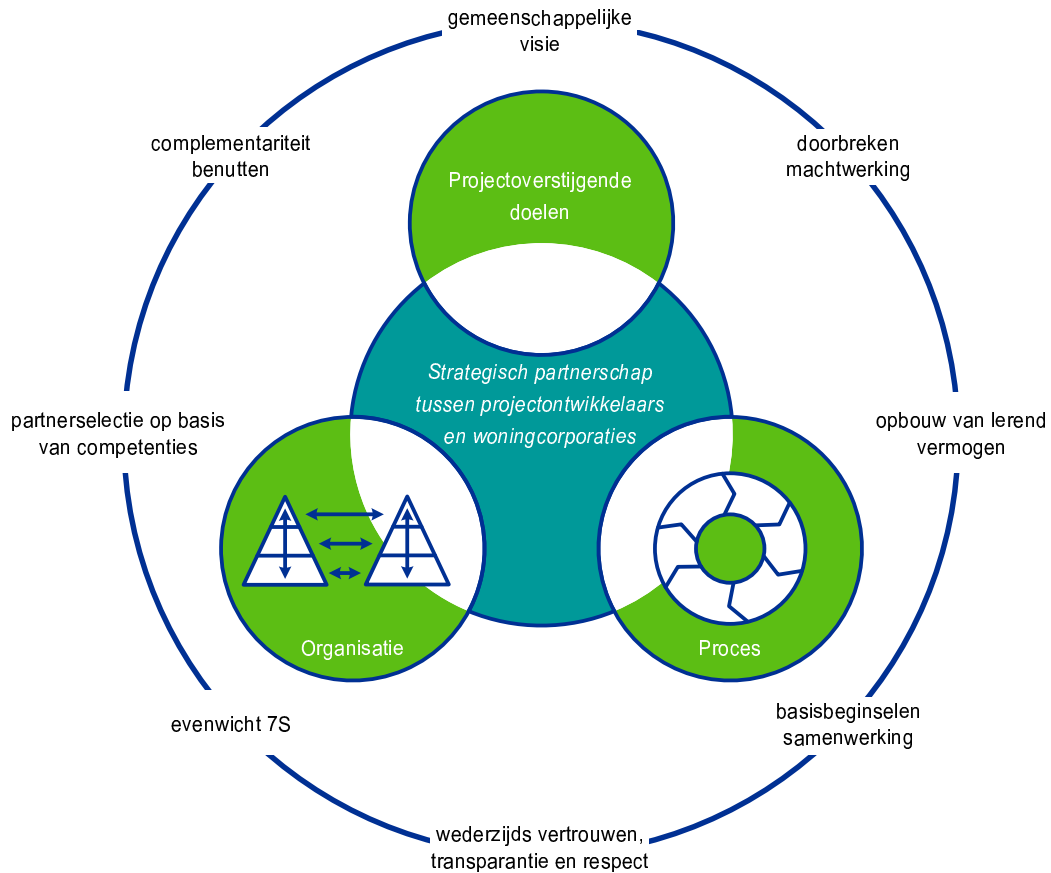 gemeenschappelijke
visie
complementariteit
benutten
doorbreken
machtwerking
Projectoverstijgende
doelen
Strategisch partnerschap
tussen projectontwikkelaars
en woningcorporaties
partnerselectie op basis
van competenties
opbouw van lerend
vermogen
Organisatie
Proces
evenwicht 7S
basisbeginselen
samenwerking
wederzijds vertrouwen,
transparantie en respect